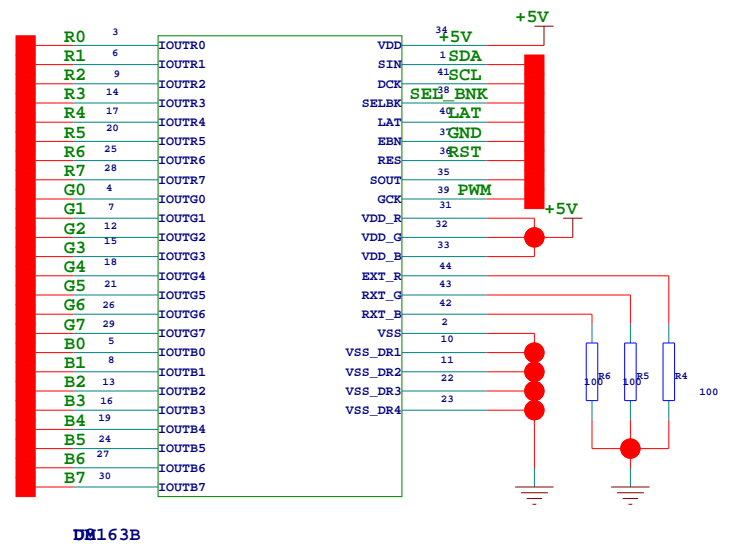 +5V
R0 3 IOUTR0 VDD 34 +5V
R1 6 IOUTR1 SIN 1 SDA
R2 9 IOUTR2 DCK 41 SCL
R3 14 IOUTR3 SELBK 38 SEL_BNK
R4 17 IOUTR4 LAT 40 LAT
R5 20 IOUTR5 EBN 37 GND
R6 25 IOUTR6 RES 36 RST
R7 28 IOUTR7 SOUT 35
G0 4 IOUTG0 GCK 39 PWM
G1 7 IOUTG1 VDD_R 31 +5V
G2 12 IOUTG2 VDD_G 32
G3 15 IOUTG3 VDD_B 33
G4 18 IOUTG4 EXT_R 44
G5 21 IOUTG5 RXT_G 43
G6 26 IOUTG6 RXT_B 42
G7 29 IOUTG7 VSS 2
B0 5 IOUTB0 VSS_DR1 10
B1 8 IOUTB1 VSS_DR2 11
B2 13 IOUTB2 VSS_DR3 22
B3 16 IOUTB3 VSS_DR4 23
R6 R5 R4
100 100 100
B4 19 IOUTB4
B5 24 IOUTB5
B6 27 IOUTB6
B7 30 IOUTB7